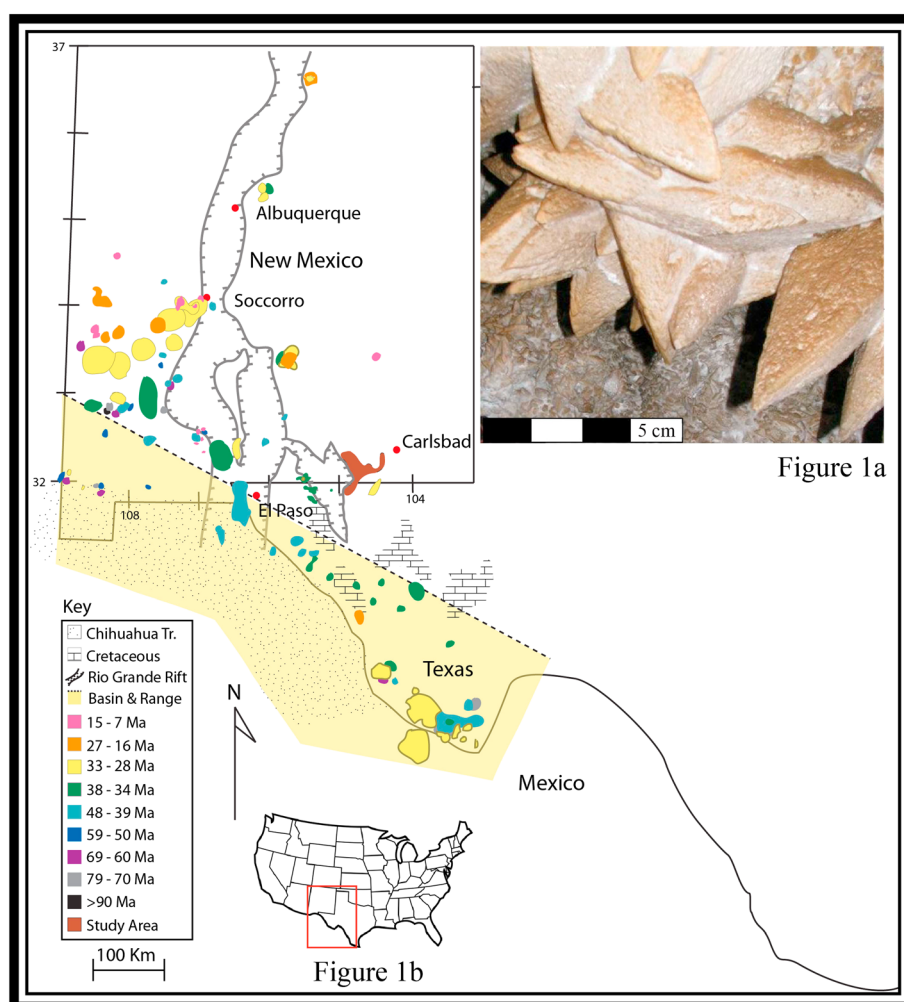 37
Albuquerque
New Mexico
Soccorro
5 cm
Carlsbad
Figure 1a
32
104
108
El Paso
Key
Chihuahua Tr.
Cretaceous
Rio Grande Rift
Basin & Range
15 - 7 Ma
27 - 16 Ma
33 - 28 Ma
38 - 34 Ma
48 - 39 Ma
59 - 50 Ma
69 - 60 Ma
79 - 70 Ma
>90 Ma
Study Area
100 Km
N
Texas
Mexico
Figure 1b